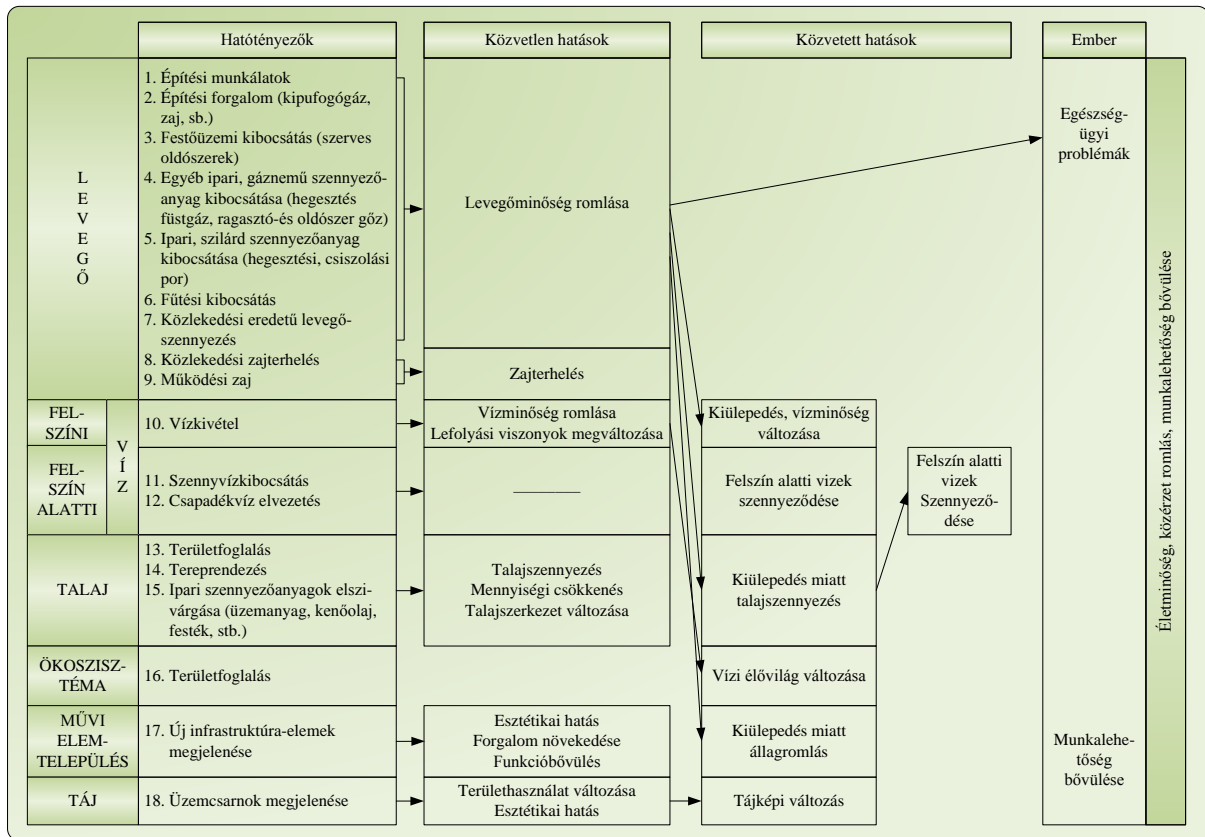 Hatótényezők
Közvetlen hatások
Közvetett hatások
Ember
L
E
V
E
G
Ő
1. Építési munkálatok
2. Építési forgalom (kipufogógáz,
zaj, sb.)
3. Festőüzemi kibocsátás (szerves
oldószerek)
4. Egyéb ipari, gáznemű szennyező-
anyag kibocsátása (hegesztés
füstgáz, ragasztó-és oldószer gőz)
5. Ipari, szilárd szennyezőanyag
kibocsátása (hegesztési, csiszolási
por)
6. Fűtési kibocsátás
7. Közlekedési eredetű levegő-
szennyezés
8. Közlekedési zajterhelés
9. Működési zaj
Levegőminőség romlása
Zajterhelés
Egészség-
ügyi
problémák
FEL-
SZÍNI
V
Í
Z
10. Vízkivétel
Vízminőség romlása
Lefolyási viszonyok megváltozása
Kiülepedés, vízminőség
változása
FEL-
SZÍN
ALATTI
11. Szennyvízkibocsátás
12. Csapadékvíz elvezetés
Felszín alatti vizek
szennyeződése
Felszín alatti
vizek
Szennyező-
dése
TALAJ
13. Területfoglalás
14. Tereprendezés
15. Ipari szennyezőanyagok elszi-
várgása (üzemanyag, kenőolaj,
festék, stb.)
Talajszennyezés
Mennyiségi csökkenés
Talajszerkezet változása
Kiülepedés miatt
talajszennyezés
ÖKOSZISZ-
TÉMA
16. Területfoglalás
Vízi élővilág változása
MŰVI
ELEM-
TELEPÜLÉS
17. Új infrastruktúra-elemek
megjelenése
Esztétikai hatás
Forgalom növekedése
Funkcióbővülés
Kiülepedés miatt
állagromlás
Munkalehe-
tőség
bővülése
TÁJ
18. Üzemcsarnok megjelenése
Területhasználat változása
Esztétikai hatás
Tájképi változás
Életminőség, közérzet romlás, munkalehetőség bővülése